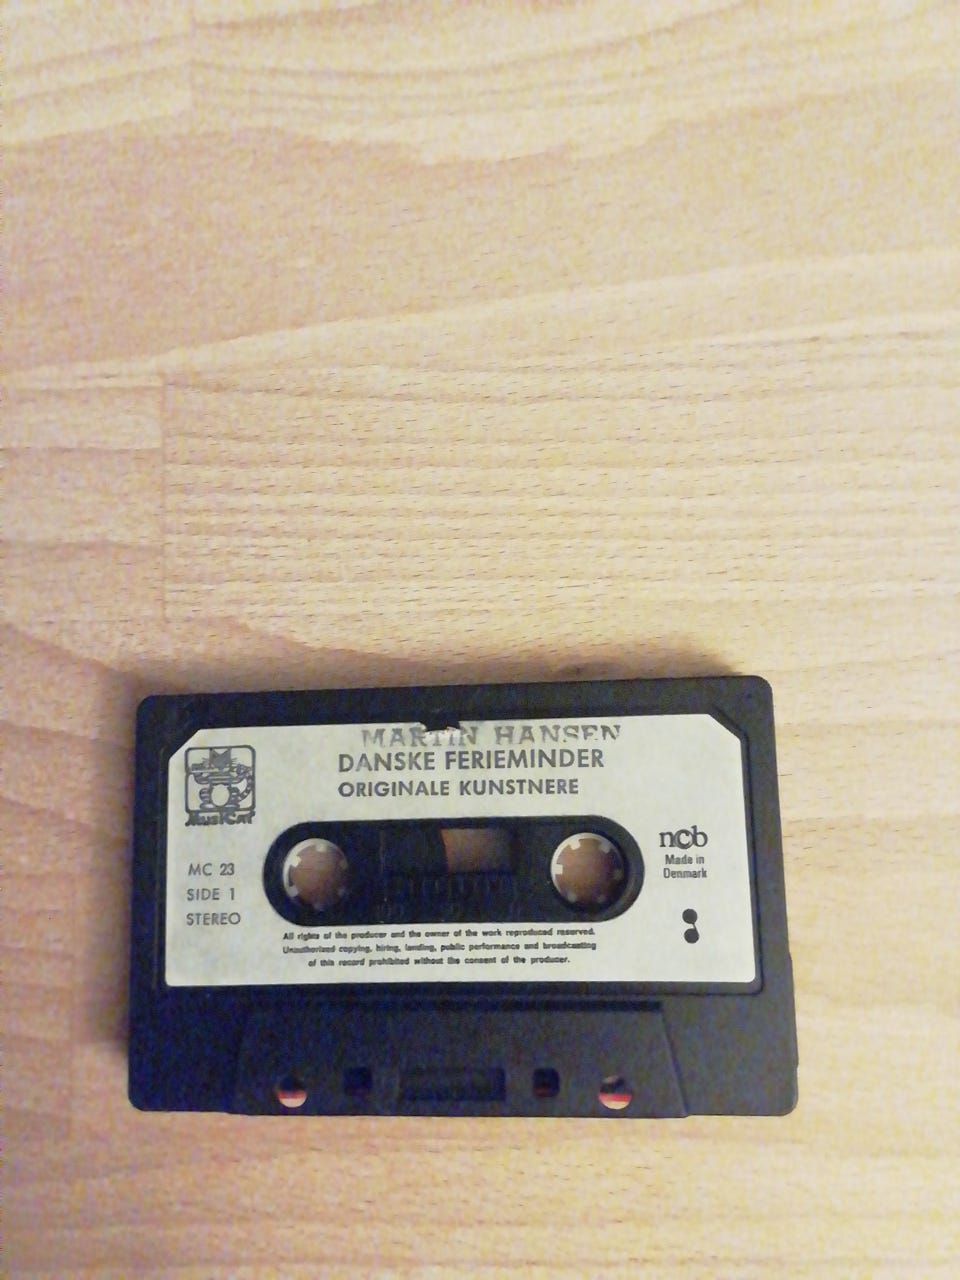 MARTIN HANSEN
DANSKE FERIEMINDER
ORIGINALE KUNSTNERE
MUSICAT
MC 23
SIDE 1
STEREO
ncb
Made in
Denmark
All rights of the producer and the owner of the work reproduced reserved.
Unauthorized copying, hiring, lending, public performance and broadcasting
of this record prohibited without the consent of the producer.